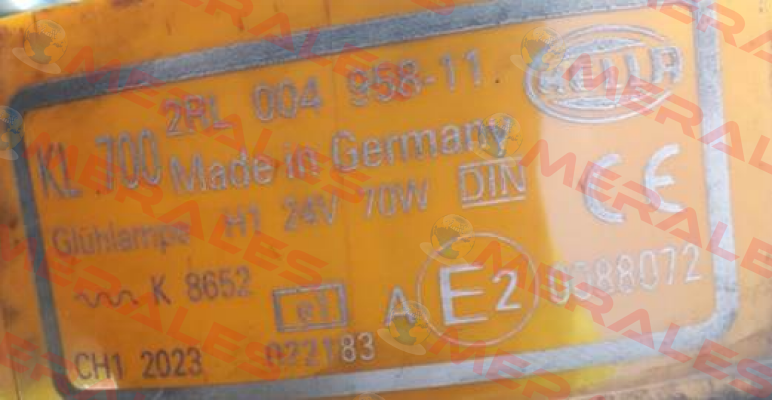 2RL 004 958-11 HELLA
KL 700 Made in Germany
Glühlampe H1 24V 70W DIN CE
K 8652 e1 A E2 0088072
CH1 2023 022183
MERALES